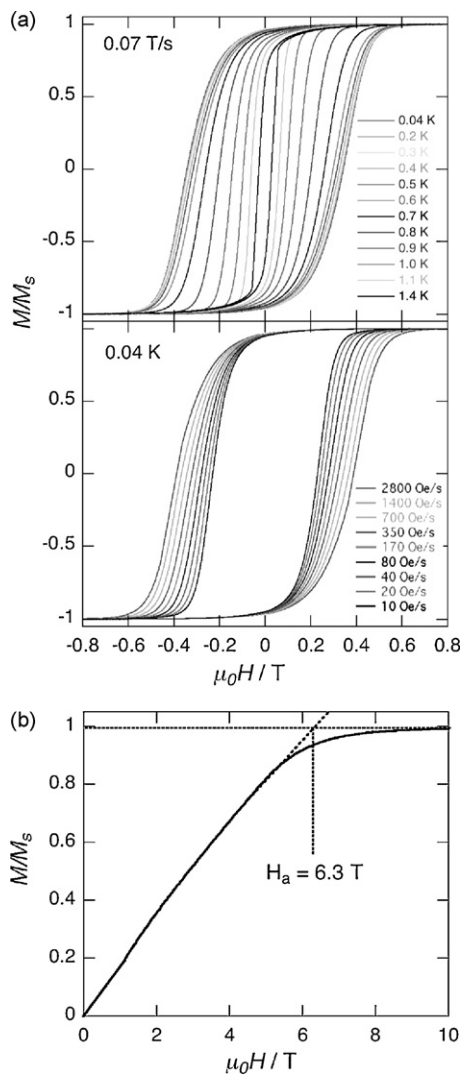 (a)
1
0.07 T/s
0.5
0.04 K
0.2 K
0.3 K
0.4 K
0.5 K
0.6 K
0.7 K
0.8 K
0.9 K
1.0 K
1.1 K
1.4 K
0
-0.5
-1
M/Ms
0.04 K
0.5
0
-0.5
-1
2800 Oe/s
1400 Oe/s
700 Oe/s
350 Oe/s
170 Oe/s
80 Oe/s
40 Oe/s
20 Oe/s
10 Oe/s
-0.8 -0.6 -0.4 -0.2 0 0.2 0.4 0.6 0.8
μ0H / T
(b)
1
0.8
0.6
0.4
0.2
0
M/Ms
Ha = 6.3 T
0 2 4 6 8 10
μ0H / T